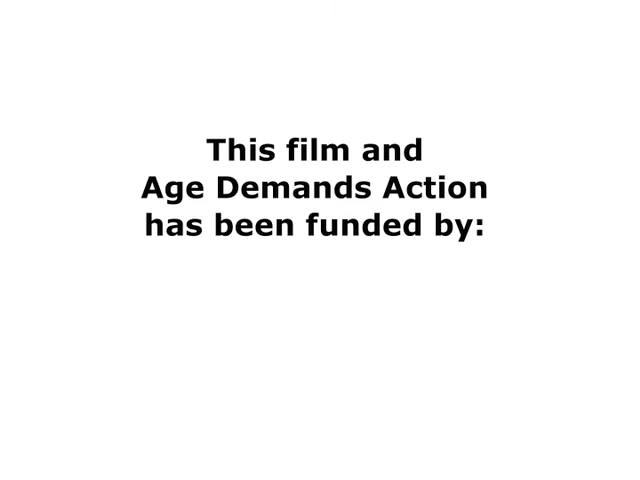 This film and
Age Demands Action
has been funded by: